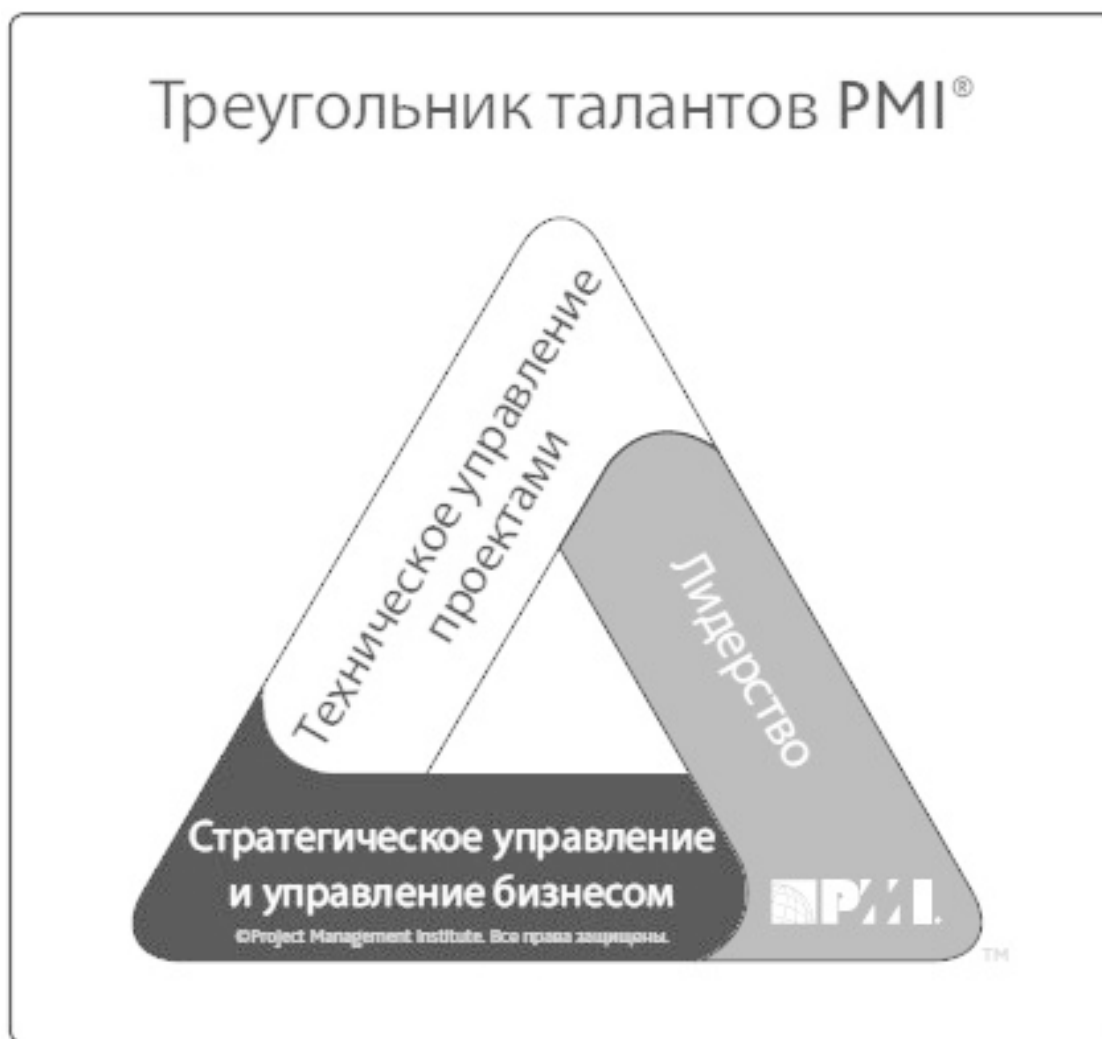 Треугольник талантов PMI®
Техническое управление
проектами
Лидерство
Стратегическое управление
и управление бизнесом
©Project Management Institute. Все права защищены.
PMI.
TM